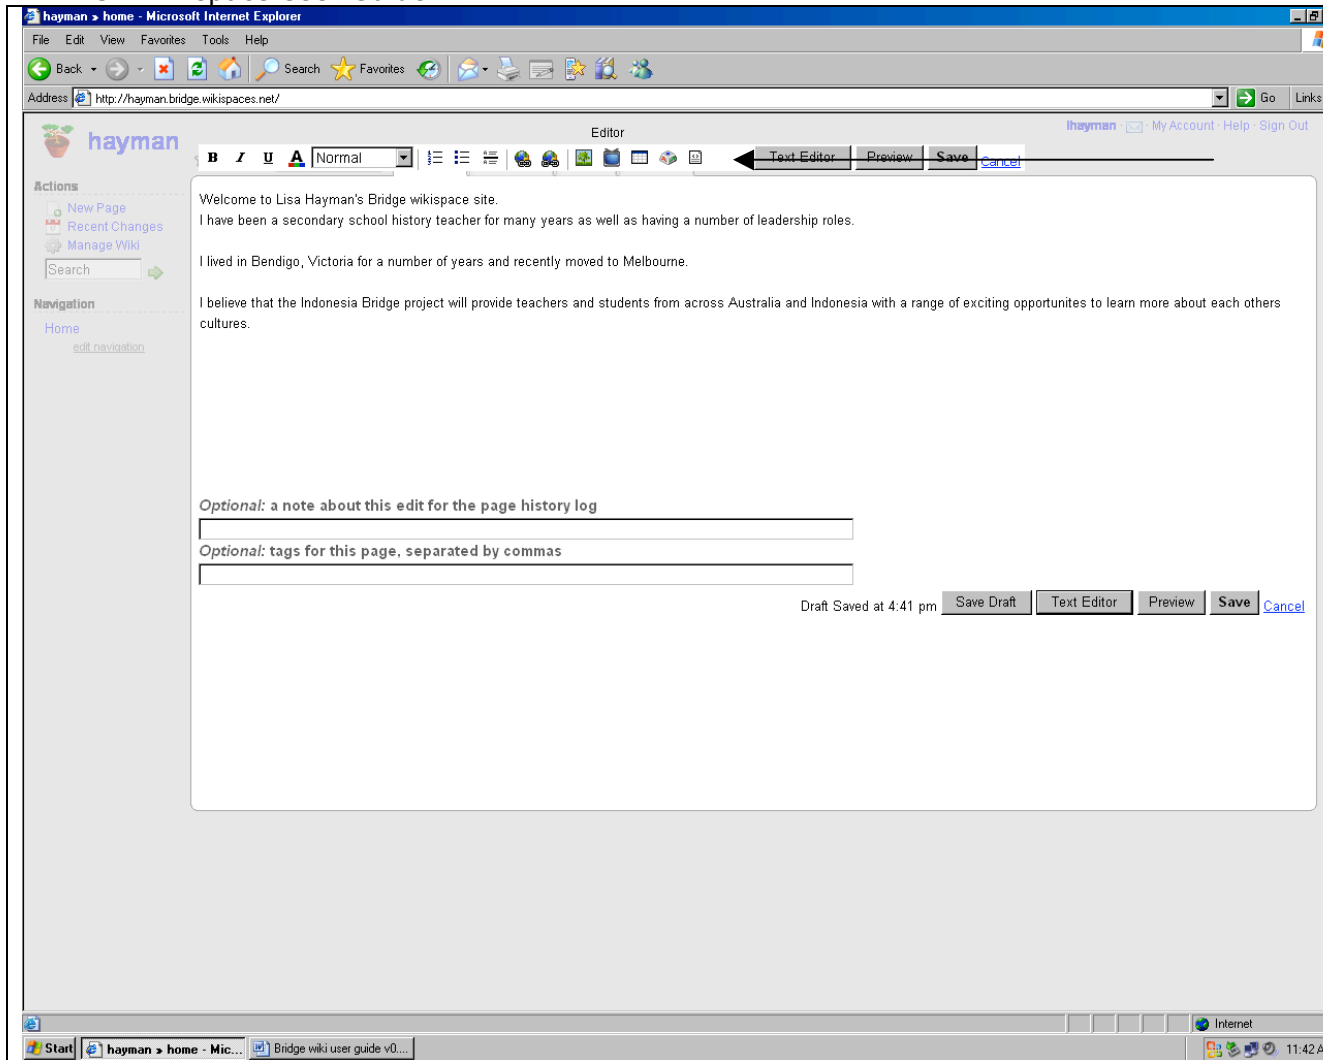 hayman » home - Microsoft Internet Explorer
File Edit View Favorites Tools Help
Back Search Favorites
Address http://hayman.bridge.wikispaces.net/ Go Links
hayman
lhayman · My Account · Help · Sign Out
Editor
B I U A Normal Text Editor Preview Save Cancel
Actions
New Page
Recent Changes
Manage Wiki
Search
Navigation
Home
edit navigation
Welcome to Lisa Hayman's Bridge wikispace site.
I have been a secondary school history teacher for many years as well as having a number of leadership roles.
I lived in Bendigo, Victoria for a number of years and recently moved to Melbourne.
I believe that the Indonesia Bridge project will provide teachers and students from across Australia and Indonesia with a range of exciting opportunites to learn more about each others
cultures.
Optional: a note about this edit for the page history log
Optional: tags for this page, separated by commas
Draft Saved at 4:41 pm Save Draft Text Editor Preview Save Cancel
Internet
Start hayman » home - Mic... Bridge wiki user guide v0.... 11:42 A